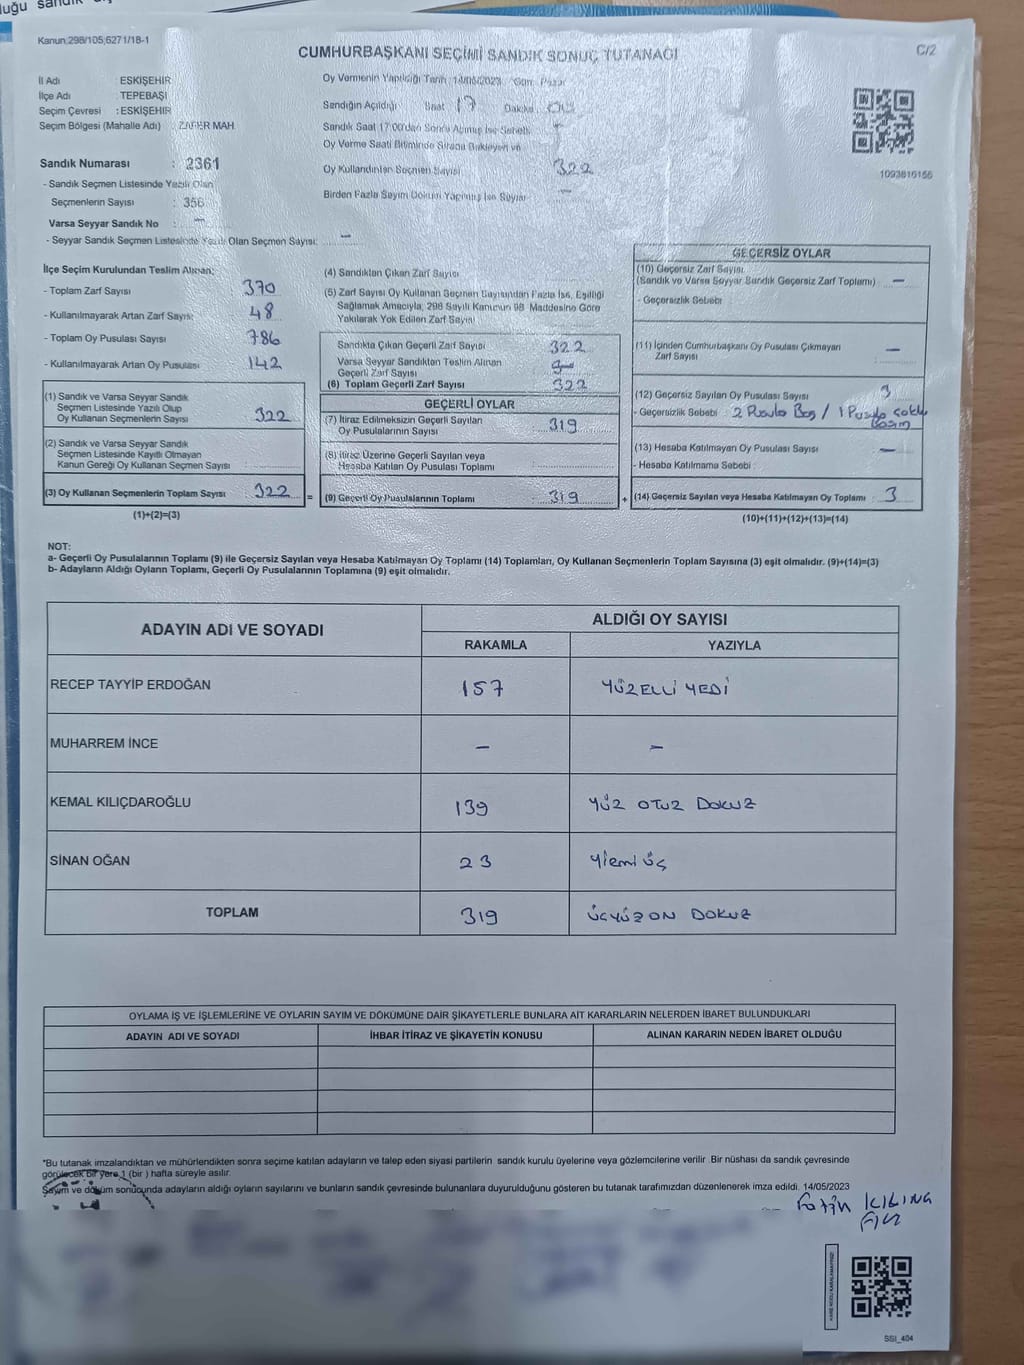 Kanun:298/105,6271/18-1
CUMHURBAŞKANI SEÇİMİ SANDIK SONUÇ TUTANAĞI
C/2
İl Adı : ESKİŞEHİR
İlçe Adı : TEPEBAŞI
Seçim Çevresi : ESKİŞEHİR
Seçim Bölgesi (Mahalle Adı) : ZAFER MAH.
Sandık Numarası : 2361
- Sandık Seçmen Listesinde Yazılı Olan
Seçmenlerin Sayısı : 356
Varsa Seyyar Sandık No : -
- Seyyar Sandık Seçmen Listesinde Yazılı Olan Seçmen Sayısı: -
Oy Vermenin Yapıldığı Tarih :14/05/2023 Gün: Pazar
Sandığın Açıldığı Saat 17 Dakika 00
Sandık Saat 17:00'dan Sonra Açılmış İse Sebebi
Oy Verme Saati Bitiminde Sırada Bekleyen ve
Oy Kullandırılan Seçmen Sayısı 322
Birden Fazla Sayım Döküm Yapılmış İse Sayısı -
1093816156
İlçe Seçim Kurulundan Teslim Alınan:
- Toplam Zarf Sayısı 370
- Kullanılmayarak Artan Zarf Sayısı 48
- Toplam Oy Pusulası Sayısı 786
- Kullanılmayarak Artan Oy Pusulası 142
(1) Sandık ve Varsa Seyyar Sandık
Seçmen Listesinde Yazılı Olup
Oy Kullanan Seçmenlerin Sayısı 322
(2) Sandık ve Varsa Seyyar Sandık
Seçmen Listesinde Kayıtlı Olmayan
Kanun Gereği Oy Kullanan Seçmen Sayısı
(3) Oy Kullanan Seçmenlerin Toplam Sayısı 322 =
(1)+(2)=(3)
(4) Sandıktan Çıkan Zarf Sayısı
(5) Zarf Sayısı Oy Kullanan Seçmen Sayısından Fazla İse, Eşitliği
Sağlamak Amacıyla, 298 Sayılı Kanunun 98. Maddesine Göre
Yakılarak Yok Edilen Zarf Sayısı
Sandıkta Çıkan Geçerli Zarf Sayısı 322
Varsa Seyyar Sandıktan Teslim Alınan
Geçerli Zarf Sayısı
(6) Toplam Geçerli Zarf Sayısı 322
GEÇERLİ OYLAR
(7) İtiraz Edilmeksizin Geçerli Sayılan
Oy Pusulalarının Sayısı 319
(8) İtiraz Üzerine Geçerli Sayılan veya
Hesaba Katılan Oy Pusulası Toplamı
(9) Geçerli Oy Pusulalarının Toplamı : 319 +
GEÇERSİZ OYLAR
(10) Geçersiz Zarf Sayısı
(Sandık ve Varsa Seyyar Sandık Geçersiz Zarf Toplamı) -
- Geçersizlik Sebebi
(11) İçinden Cumhurbaşkanı Oy Pusulası Çıkmayan
Zarf Sayısı -
(12) Geçersiz Sayılan Oy Pusulası Sayısı 3
- Geçersizlik Sebebi 2 Pusula Boş / 1 Pusula çoklu
Basım
(13) Hesaba Katılmayan Oy Pusulası Sayısı -
- Hesaba Katılmama Sebebi
(14) Geçersiz Sayılan veya Hesaba Katılmayan Oy Toplamı : 3
(10)+(11)+(12)+(13)=(14)
NOT:
a- Geçerli Oy Pusulalarının Toplamı (9) ile Geçersiz Sayılan veya Hesaba Katılmayan Oy Toplamı (14) Toplamları, Oy Kullanan Seçmenlerin Toplam Sayısına (3) eşit olmalıdır. (9)+(14)=(3)
b- Adayların Aldığı Oyların Toplamı, Geçerli Oy Pusulalarının Toplamına (9) eşit olmalıdır.
ADAYIN ADI VE SOYADI
ALDIĞI OY SAYISI
RAKAMLA YAZIYLA
RECEP TAYYİP ERDOĞAN 157 YÜZELLİ YEDİ
MUHARREM İNCE - -
KEMAL KILIÇDAROĞLU 139 YÜZ OTUZ DOKUZ
SİNAN OĞAN 23 Yirmi üç
TOPLAM 319 ÜÇYÜZON DOKUZ
OYLAMA İŞ VE İŞLEMLERİNE VE OYLARIN SAYIM VE DÖKÜMÜNE DAİR ŞİKAYETLERLE BUNLARA AİT KARARLARIN NELERDEN İBARET BULUNDUKLARI
ADAYIN ADI VE SOYADI İHBAR İTİRAZ VE ŞİKAYETİN KONUSU ALINAN KARARIN NEDEN İBARET OLDUĞU
*Bu tutanak imzalandıktan ve mühürlendikten sonra seçime katılan adayların ve talep eden siyasi partilerin sandık kurulu üyelerine veya gözlemcilerine verilir. Bir nüshası da sandık çevresinde
görülecek bir yere 1 (bir ) hafta süreyle asılır.
Sayım ve döküm sonucunda adayların aldığı oyların sayılarını ve bunların sandık çevresinde bulunanlara duyurulduğunu gösteren bu tutanak tarafımızdan düzenlenerek imza edildi. 14/05/2023
SSI_404